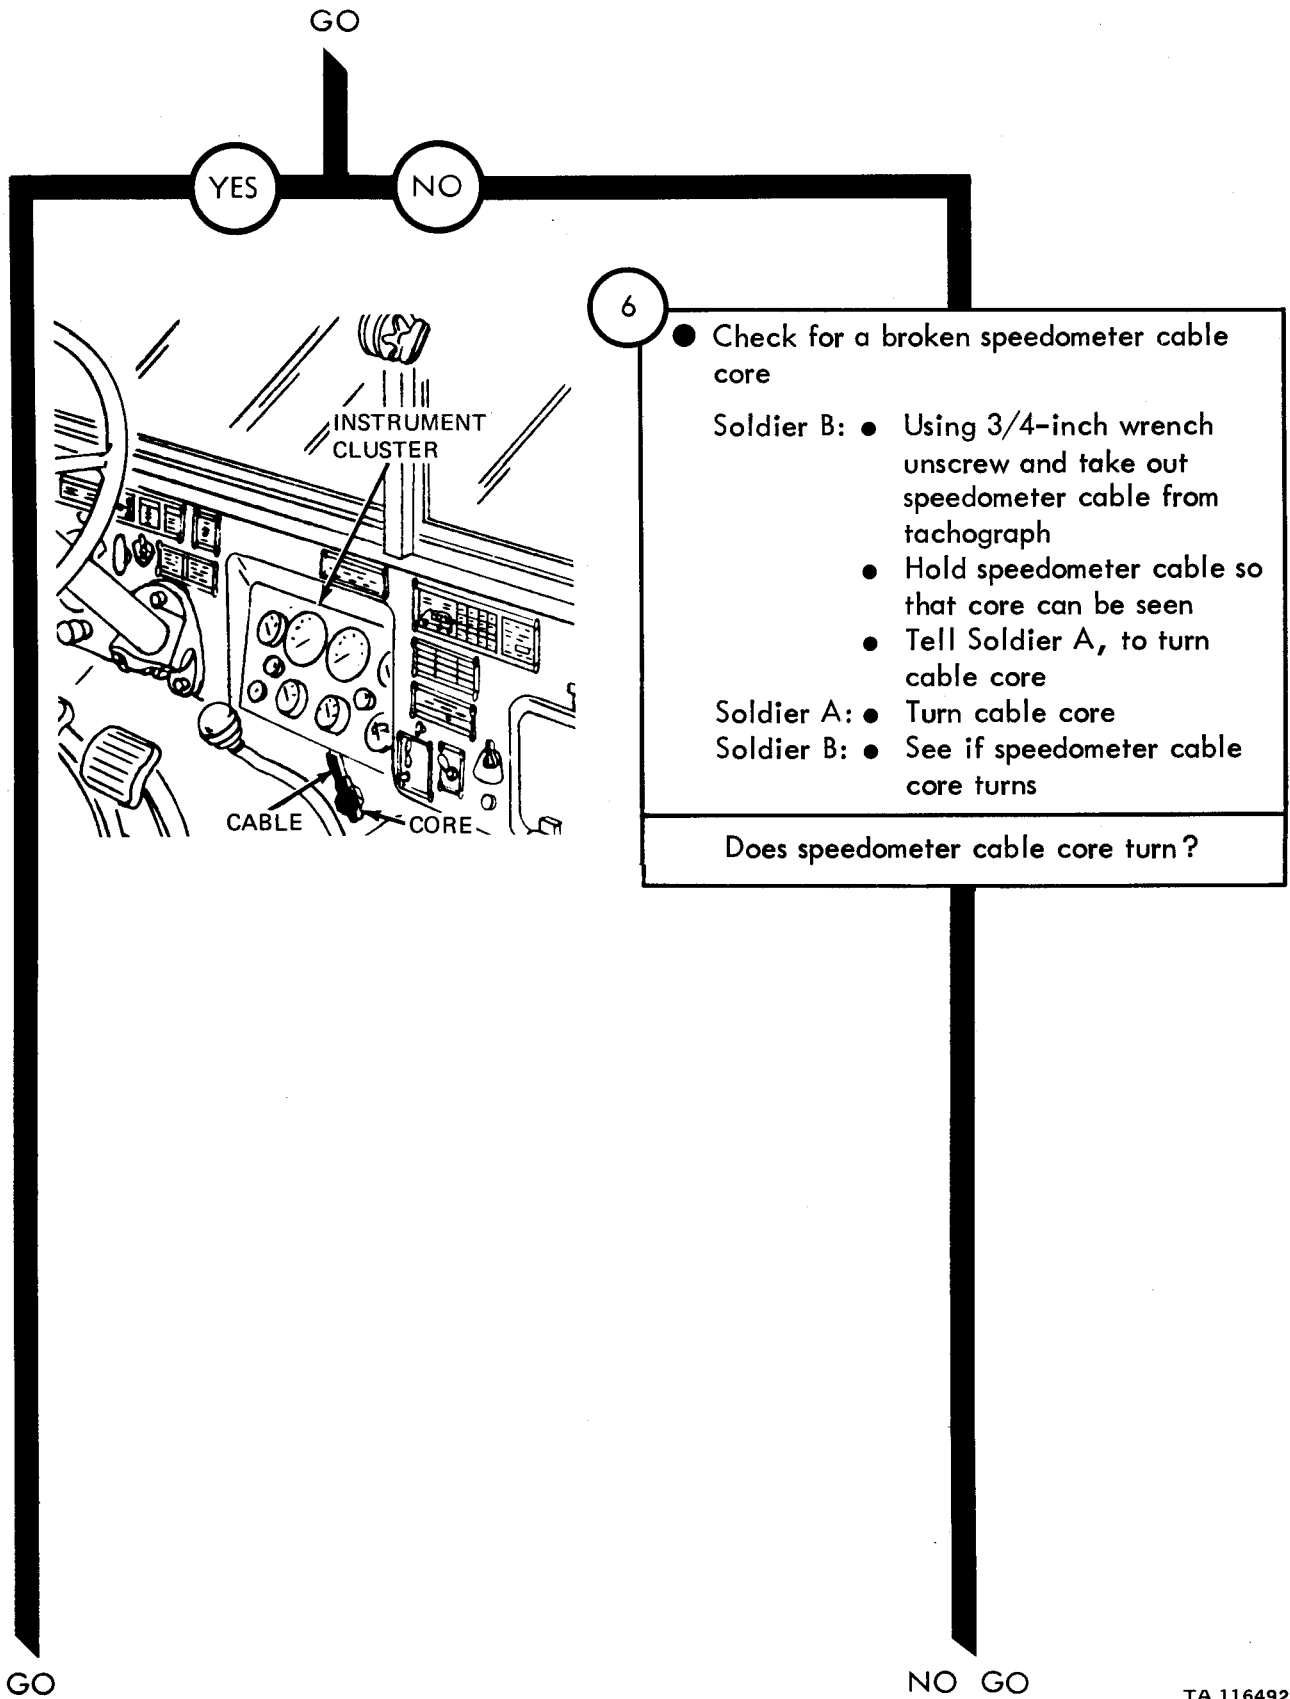 GO
YES
NO
INSTRUMENT
CLUSTER
CABLE
CORE
6
● Check for a broken speedometer cable
core
Soldier B: ● Using 3/4-inch wrench
unscrew and take out
speedometer cable from
tachograph
● Hold speedometer cable so
that core can be seen
● Tell Soldier A, to turn
cable core
Soldier A: ● Turn cable core
Soldier B: ● See if speedometer cable
core turns
Does speedometer cable core turn?
GO
NO GO
TA 116492